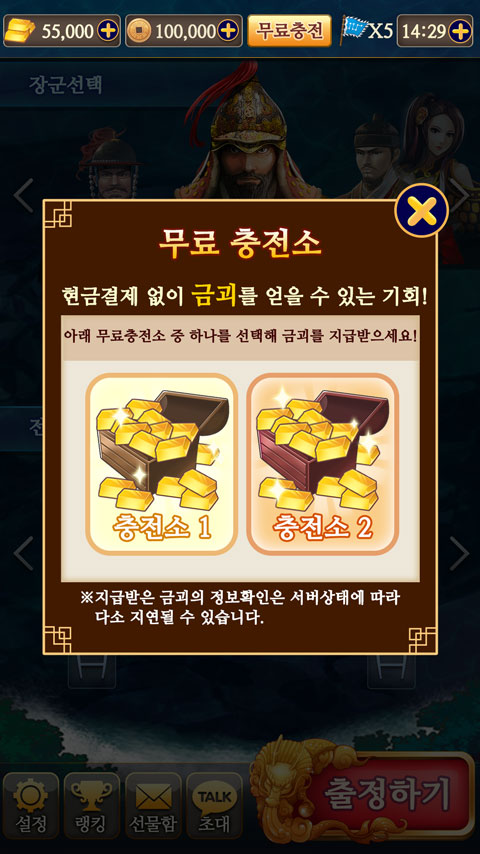 55,000
100,000
무료충전
X5
14:29
장군선택
무료 충전소
현금결제 없이 금괴를 얻을 수 있는 기회!
아래 무료충전소 중 하나를 선택해 금괴를 지급받으세요!
충전소 1
충전소 2
※지급받은 금괴의 정보확인은 서버상태에 따라
다소 지연될 수 있습니다.
설정
랭킹
선물함
TALK
초대
출정하기